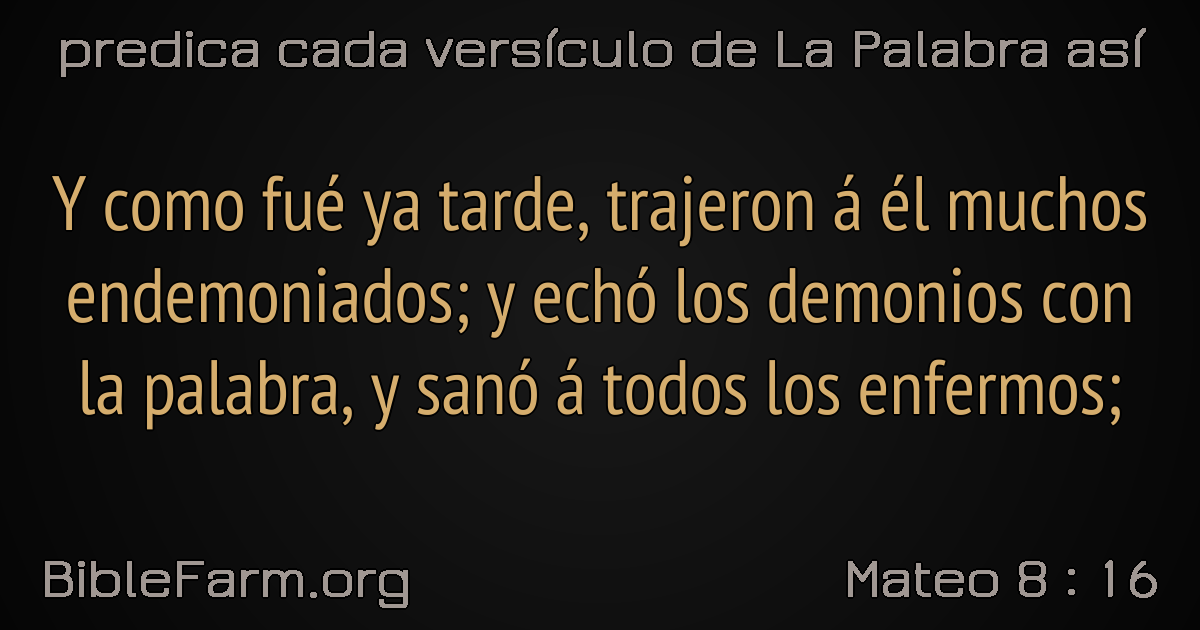 predica cada versículo de La Palabra así
Y como fué ya tarde, trajeron á él muchos
endemoniados; y echó los demonios con
la palabra, y sanó á todos los enfermos;
BibleFarm.org
Mateo 8 : 16